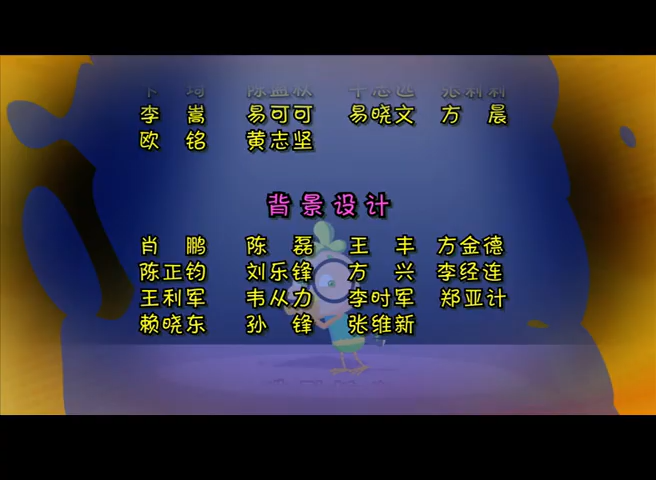 李 嵩 易可可 易晓文 方 晨
欧 铭 黄志坚
背景设计
肖 鹏 陈 磊 王 丰 方金德
陈正钧 刘乐锋 方 兴 李经连
王利军 韦从力 李时军 郑亚计
赖晓东 孙 锋 张维新